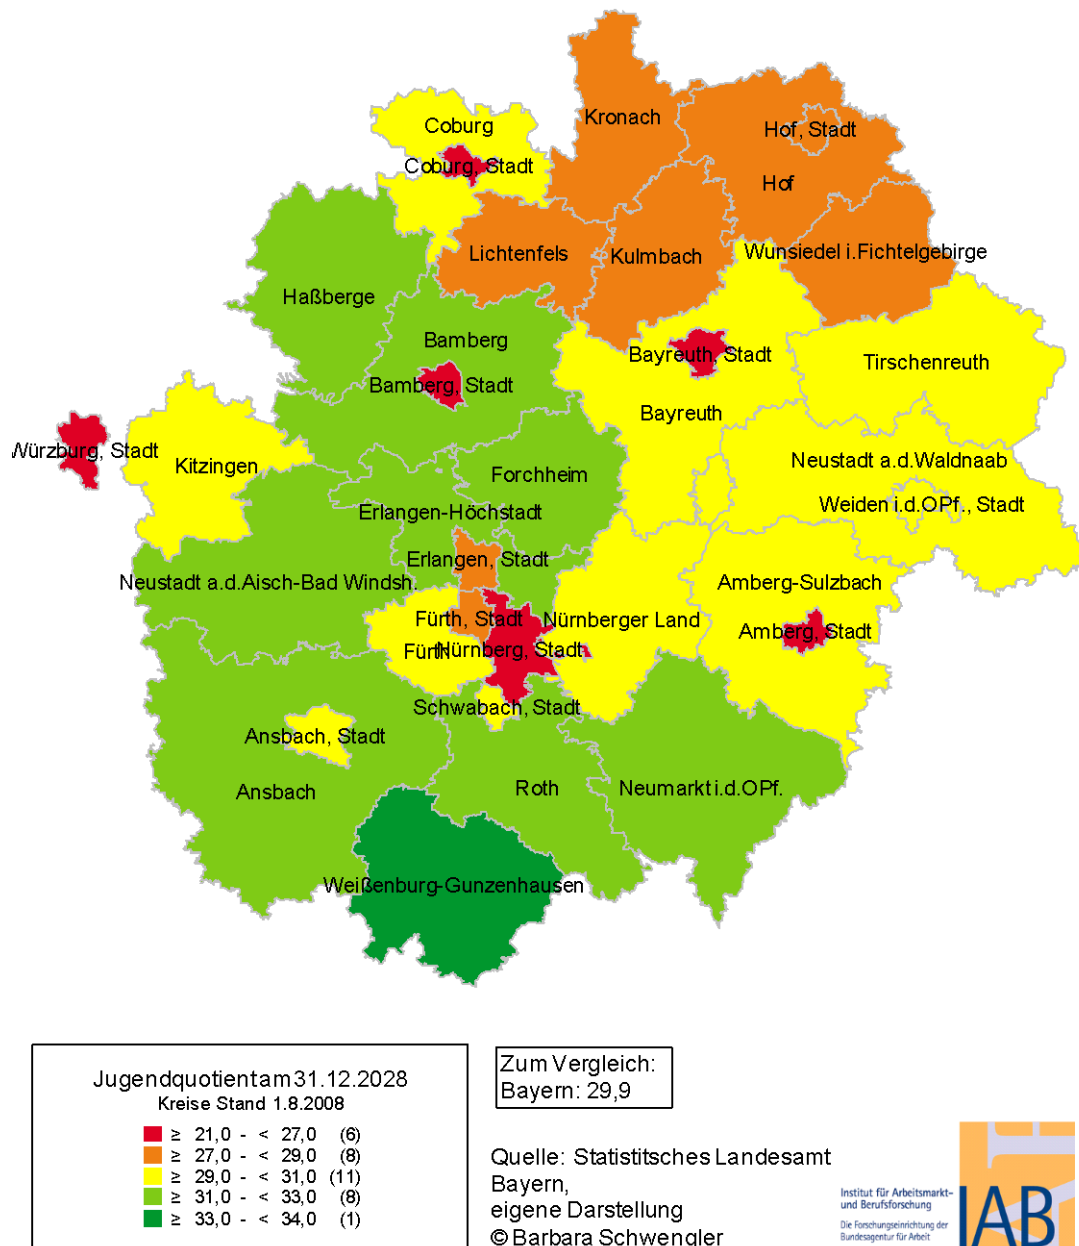 Kronach
Hof, Stadt
Coburg
Coburg, Stadt
Hof
Lichtenfels
Kulmbach
Wunsiedel i.Fichtelgebirge
Haßberge
Bamberg
Bayreuth, Stadt
Tirschenreuth
Bamberg, Stadt
Bayreuth
Würzburg, Stadt
Kitzingen
Neustadt a.d.Waldnaab
Forchheim
Weiden i.d.OPf., Stadt
Erlangen-Höchstadt
Erlangen, Stadt
Neustadt a.d.Aisch-Bad Windsh.
Amberg-Sulzbach
Fürth, Stadt
Nürnberger Land
Amberg, Stadt
Fürth
Nürnberg, Stadt
Schwabach, Stadt
Ansbach, Stadt
Ansbach
Roth
Neumarkt i.d.OPf.
Weißenburg-Gunzenhausen
Jugendquotient am 31.12.2028
Kreise Stand 1.8.2008
≥ 21,0 - < 27,0 (6)
≥ 27,0 - < 29,0 (8)
≥ 29,0 - < 31,0 (11)
≥ 31,0 - < 33,0 (8)
≥ 33,0 - < 34,0 (1)
Zum Vergleich:
Bayern: 29,9
Quelle: Statistitsches Landesamt
Bayern,
eigene Darstellung
© Barbara Schwengler
Institut für Arbeitsmarkt-
und Berufsforschung
Die Forschungseinrichtung der
Bundesagentur für Arbeit
IAB